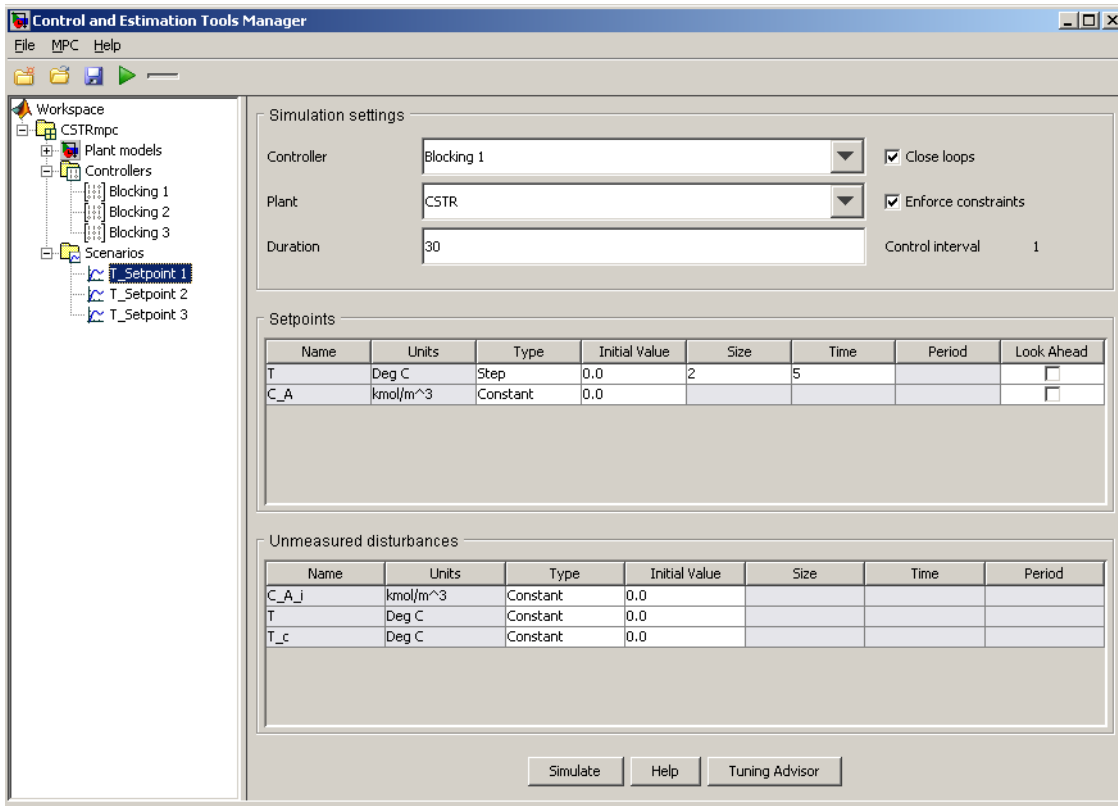 Control and Estimation Tools Manager
File MPC Help
Workspace
CSTRmpc
Plant models
Controllers
Blocking 1
Blocking 2
Blocking 3
Scenarios
T_Setpoint 1
T_Setpoint 2
T_Setpoint 3
Simulation settings
Controller Blocking 1 Close loops
Plant CSTR Enforce constraints
Duration 30 Control interval 1
Setpoints
Name Units Type Initial Value Size Time Period Look Ahead
T Deg C Step 0.0 2 5
C_A kmol/m^3 Constant 0.0
Unmeasured disturbances
Name Units Type Initial Value Size Time Period
C_A_i kmol/m^3 Constant 0.0
T Deg C Constant 0.0
T_c Deg C Constant 0.0
Simulate Help Tuning Advisor